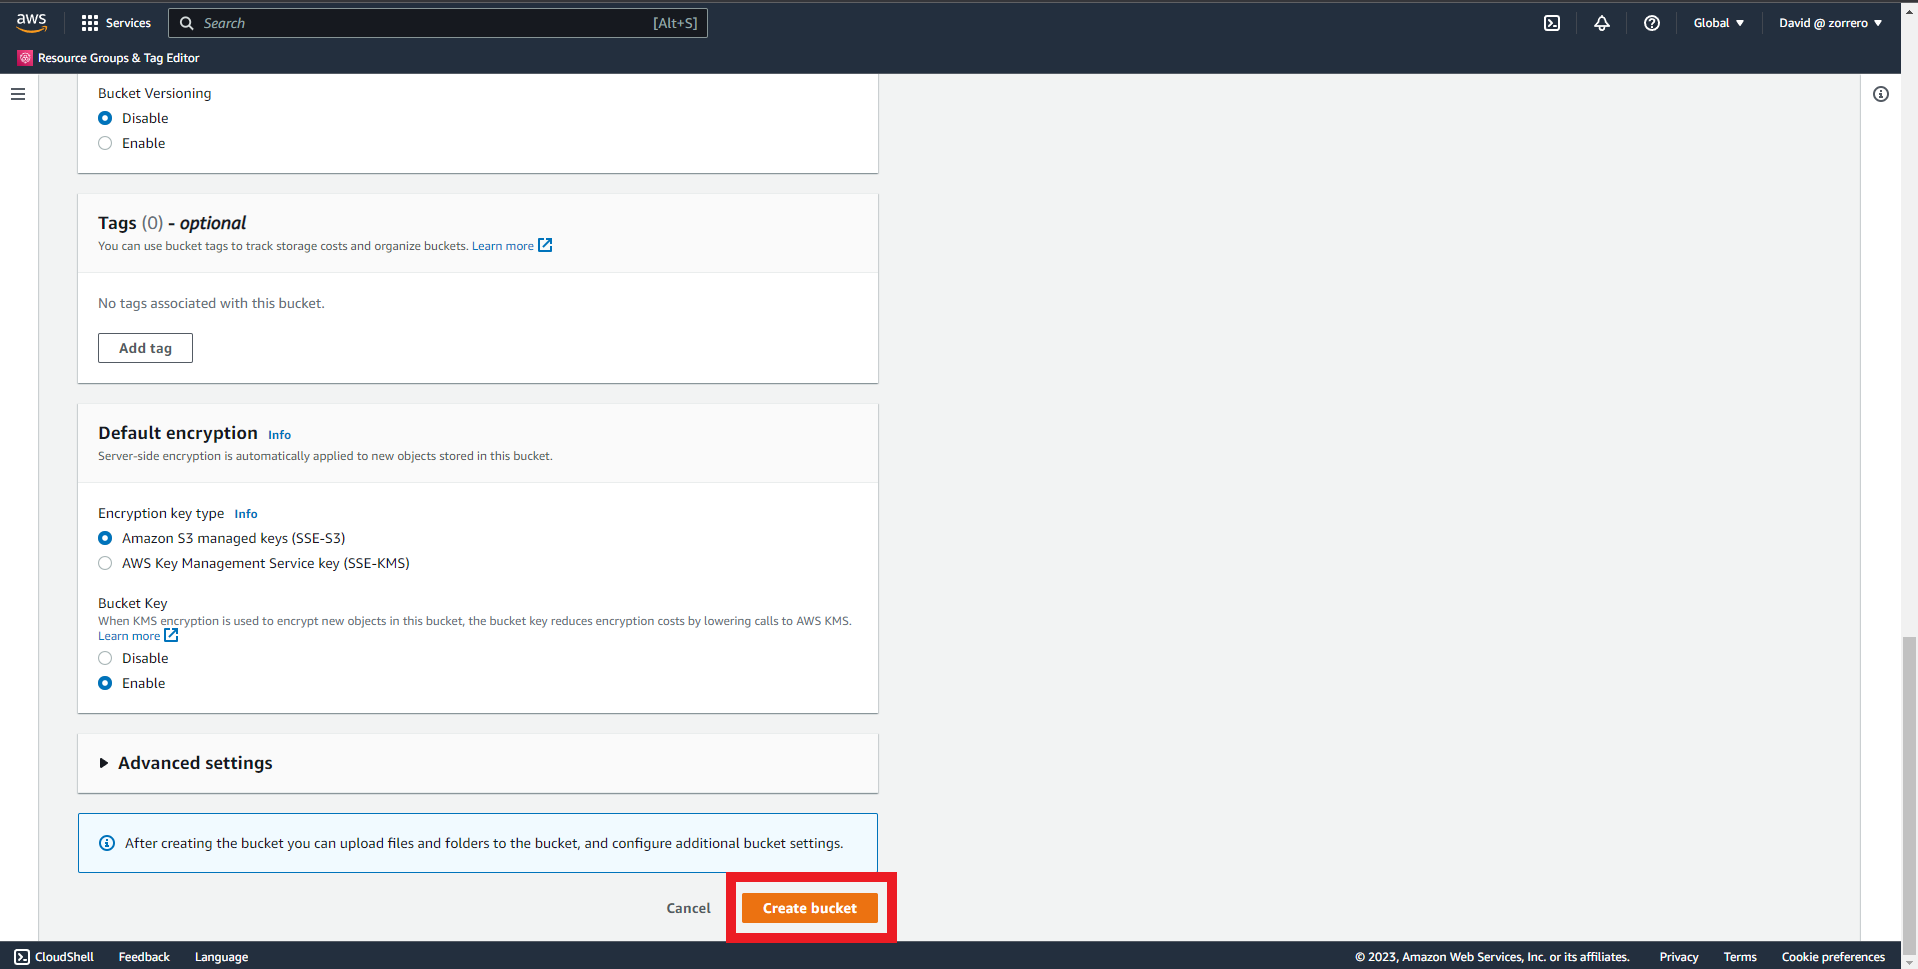 aws
Services
Search
[Alt+S]
Global
David @ zorrero
Resource Groups & Tag Editor
Bucket Versioning
Disable
Enable
Tags (0) - optional
You can use bucket tags to track storage costs and organize buckets. Learn more
No tags associated with this bucket.
Add tag
Default encryption Info
Server-side encryption is automatically applied to new objects stored in this bucket.
Encryption key type Info
Amazon S3 managed keys (SSE-S3)
AWS Key Management Service key (SSE-KMS)
Bucket Key
When KMS encryption is used to encrypt new objects in this bucket, the bucket key reduces encryption costs by lowering calls to AWS KMS.
Learn more
Disable
Enable
Advanced settings
After creating the bucket you can upload files and folders to the bucket, and configure additional bucket settings.
Cancel
Create bucket
CloudShell
Feedback
Language
© 2023, Amazon Web Services, Inc. or its affiliates.
Privacy
Terms
Cookie preferences